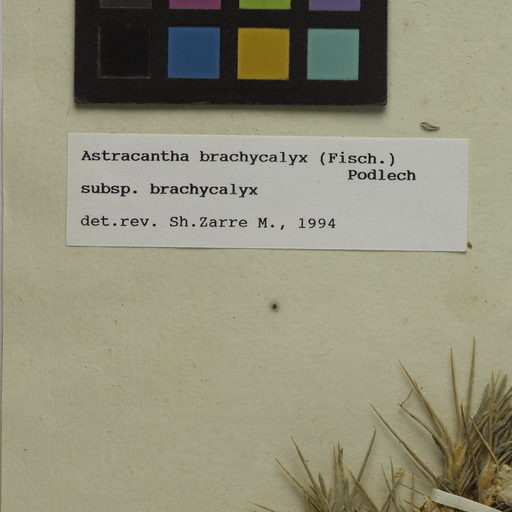 Astracantha brachycalyx (Fisch.)
Podlech
subsp. brachycalyx
det.rev. Sh.Zarre M., 1994